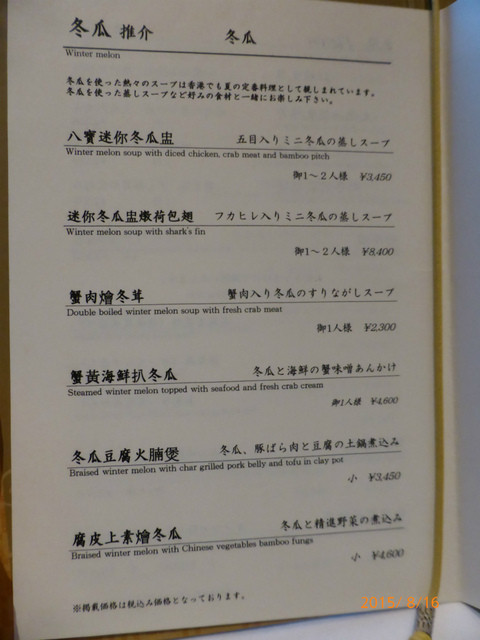 冬瓜 推介 冬瓜
Winter melon
冬瓜を使った熱々のスープは香港でも夏の定番料理として親しまれています。
冬瓜を使った蒸しスープなど好みの食材と一緒にお楽しみ下さい。
八寶迷你冬瓜盅 五目入りミニ冬瓜の蒸しスープ
Winter melon soup with diced chicken, crab meat and bamboo pitch
御1～2人様 ¥3,450
迷你冬瓜盅燉荷包翅 フカヒレ入りミニ冬瓜の蒸しスープ
Winter melon soup with shark's fin
御1～2人様 ¥8,400
蟹肉燴冬茸 蟹肉入り冬瓜のすりながしスープ
Double boiled winter melon soup with fresh crab meat
御1人様 ¥2,300
蟹黃海鮮扒冬瓜 冬瓜と海鮮の蟹味噌あんかけ
Steamed winter melon topped with seafood and fresh crab cream
御1人様 ¥4,600
冬瓜豆腐火腩煲 冬瓜、豚ばら肉と豆腐の土鍋煮込み
Braised winter melon with char grilled pork belly and tofu in clay pot
小 ¥3,450
腐皮上素燴冬瓜 冬瓜と精進野菜の煮込み
Braised winter melon with Chinese vegetables bamboo fungs
小 ¥4,600
※掲載価格は税込み価格となっております。
2015/8/16